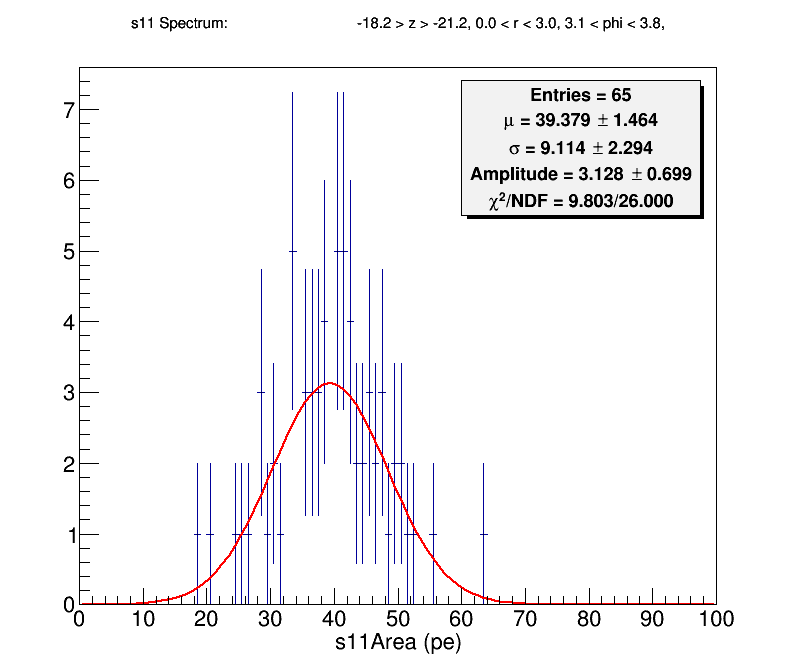 s11 Spectrum: -18.2 > z > -21.2, 0.0 < r < 3.0, 3.1 < phi < 3.8,
Entries = 65
μ = 39.379 ± 1.464
σ = 9.114 ± 2.294
Amplitude = 3.128 ± 0.699
χ²/NDF = 9.803/26.000
7
6
5
4
3
2
1
0
0 10 20 30 40 50 60 70 80 90 100
s11Area (pe)